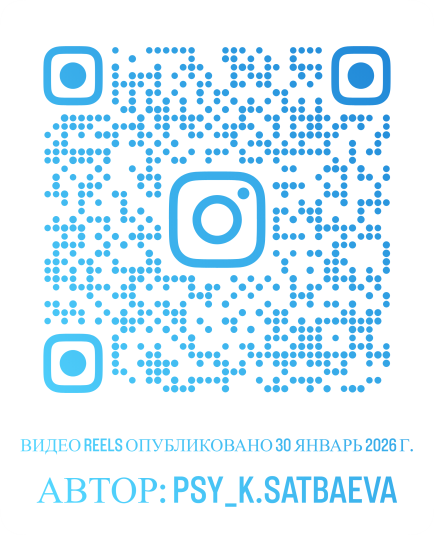 ВИДЕО REELS ОПУБЛИКОВАНО 30 ЯНВАРЬ 2026 Г.
АВТОР: PSY_K.SATBAEVA